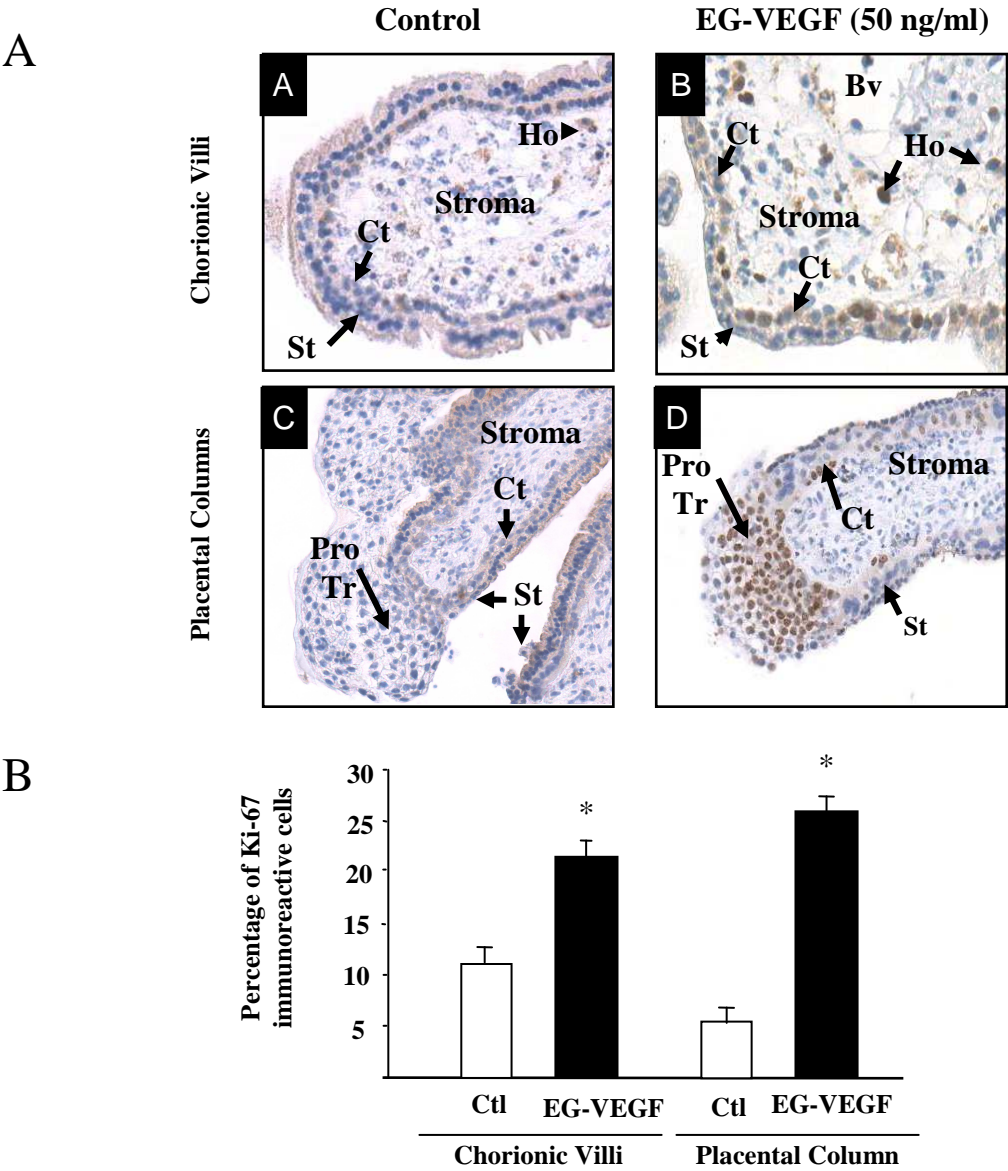 A
Control
EG-VEGF (50 ng/ml)
Chorionic Villi
A
Ho
Stroma
Ct
St
B
Bv
Ct
Ho
Stroma
Ct
St
Placental Columns
C
Stroma
Ct
Pro
Tr
St
D
Pro
Tr
Stroma
Ct
St
B
Percentage of Ki-67
immunoreactive cells
30
25
20
15
10
5
*
*
Ctl
EG-VEGF
Ctl
EG-VEGF
Chorionic Villi
Placental Column